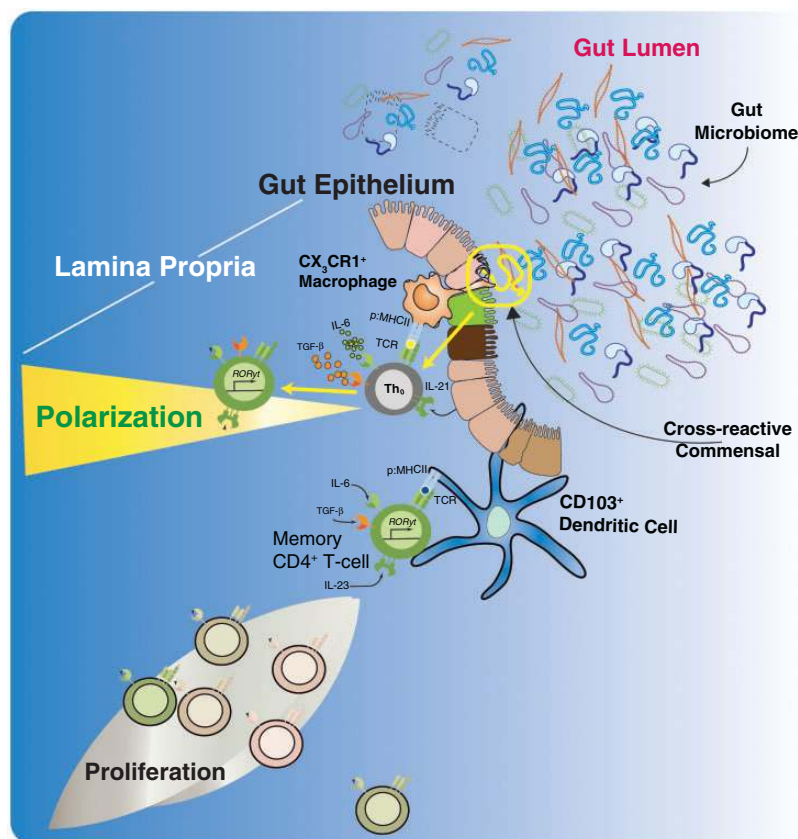 Gut Lumen
Gut
Microbiome
Gut Epithelium
Lamina Propria
CX₃CR1⁺
Macrophage
p:MHCII
IL-6
TCR
TGF-β
RORγt
Th₀
IL-21
Polarization
Cross-reactive
Commensal
p:MHCII
IL-6
TCR
CD103⁺
Dendritic Cell
TGF-β
RORγt
Memory
CD4⁺ T-cell
IL-23
Proliferation